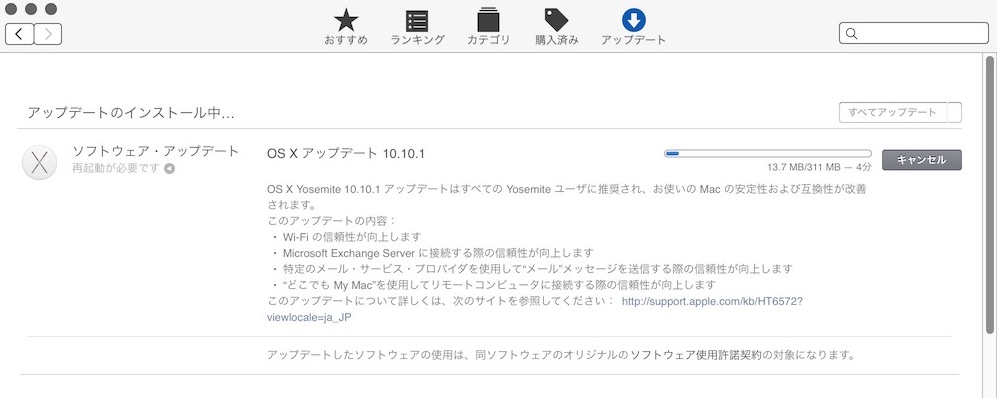 おすすめ ランキング カテゴリ 購入済み アップデート
アップデートのインストール中...
すべてアップデート
ソフトウェア・アップデート
再起動が必要です
OS X アップデート 10.10.1
13.7 MB/311 MB — 4分
キャンセル
OS X Yosemite 10.10.1 アップデートはすべての Yosemite ユーザに推奨され、お使いの Mac の安定性および互換性が改善
されます。
このアップデートの内容：
• Wi-Fi の信頼性が向上します
• Microsoft Exchange Server に接続する際の信頼性が向上します
• 特定のメール・サービス・プロバイダを使用して“メール”メッセージを送信する際の信頼性が向上します
• “どこでも My Mac”を使用してリモートコンピュータに接続する際の信頼性が向上します
このアップデートについて詳しくは、次のサイトを参照してください： http://support.apple.com/kb/HT6572?
viewlocale=ja_JP
アップデートしたソフトウェアの使用は、同ソフトウェアのオリジナルのソフトウェア使用許諾契約の対象になります。